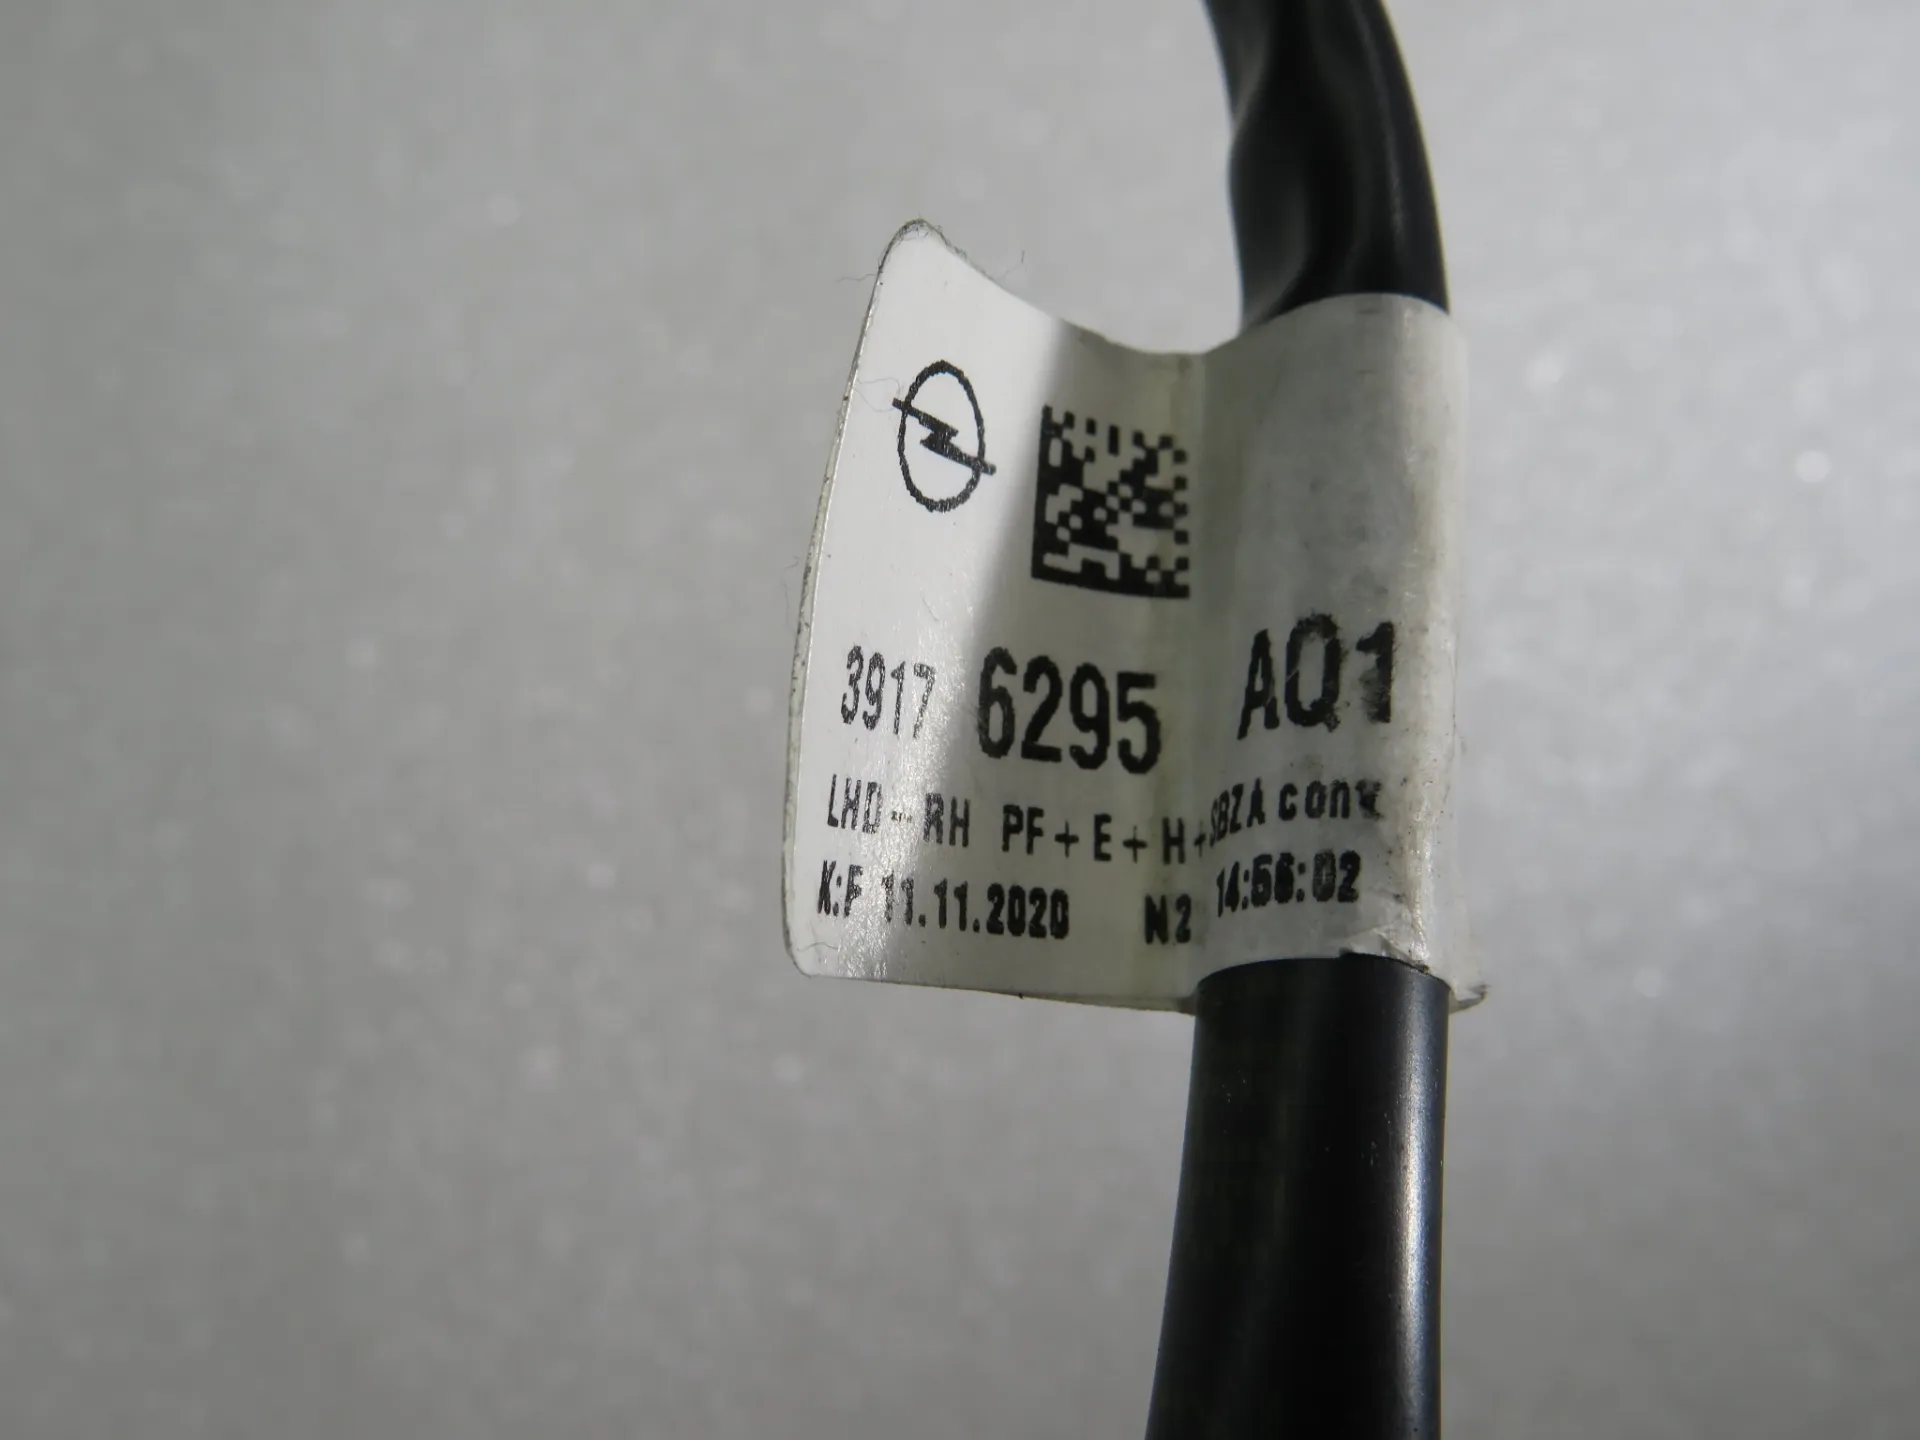 3917 6295 AQ1
LHD-RH PF+E+H+SBZA conv
K:F 11.11.2020 N2 14:56:02